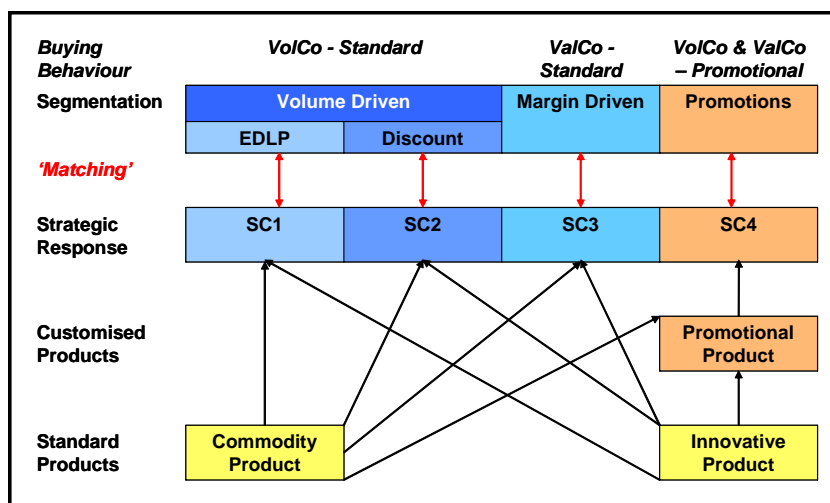 Buying
Behaviour
VolCo - Standard
ValCo -
Standard
VolCo & ValCo
– Promotional
Segmentation
Volume Driven
Margin Driven
Promotions
EDLP
Discount
‘Matching’
Strategic
Response
SC1
SC2
SC3
SC4
Customised
Products
Promotional
Product
Standard
Products
Commodity
Product
Innovative
Product